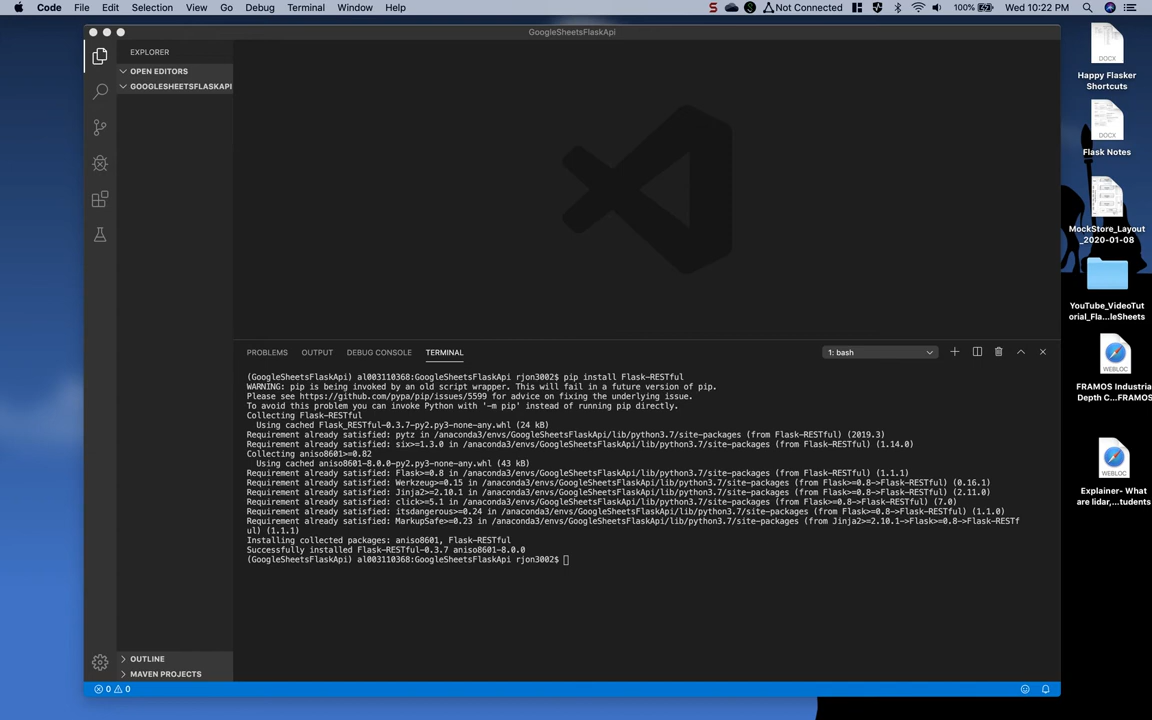 Code File Edit Selection View Go Debug Terminal Window Help
Not Connected 100% Wed 10:22 PM
GoogleSheetsFlaskApi
EXPLORER
OPEN EDITORS
GOOGLESHEETSFLASKAPI
PROBLEMS OUTPUT DEBUG CONSOLE TERMINAL 1: bash
(GoogleSheetsFlaskApi) al003110368:GoogleSheetsFlaskApi rjon3002$ pip install Flask-RESTful
WARNING: pip is being invoked by an old script wrapper. This will fail in a future version of pip.
Please see https://github.com/pypa/pip/issues/5599 for advice on fixing the underlying issue.
To avoid this problem you can invoke Python with '-m pip' instead of running pip directly.
Collecting Flask-RESTful
Using cached Flask_RESTful-0.3.7-py2.py3-none-any.whl (24 kB)
Requirement already satisfied: pytz in /anaconda3/envs/GoogleSheetsFlaskApi/lib/python3.7/site-packages (from Flask-RESTful) (2019.3)
Requirement already satisfied: six>=1.3.0 in /anaconda3/envs/GoogleSheetsFlaskApi/lib/python3.7/site-packages (from Flask-RESTful) (1.14.0)
Collecting aniso8601>=0.82
Using cached aniso8601-8.0.0-py2.py3-none-any.whl (43 kB)
Requirement already satisfied: Flask>=0.8 in /anaconda3/envs/GoogleSheetsFlaskApi/lib/python3.7/site-packages (from Flask-RESTful) (1.1.1)
Requirement already satisfied: Werkzeug>=0.15 in /anaconda3/envs/GoogleSheetsFlaskApi/lib/python3.7/site-packages (from Flask>=0.8->Flask-RESTful) (0.16.1)
Requirement already satisfied: Jinja2>=2.10.1 in /anaconda3/envs/GoogleSheetsFlaskApi/lib/python3.7/site-packages (from Flask>=0.8->Flask-RESTful) (2.11.0)
Requirement already satisfied: click>=5.1 in /anaconda3/envs/GoogleSheetsFlaskApi/lib/python3.7/site-packages (from Flask>=0.8->Flask-RESTful) (7.0)
Requirement already satisfied: itsdangerous>=0.24 in /anaconda3/envs/GoogleSheetsFlaskApi/lib/python3.7/site-packages (from Flask>=0.8->Flask-RESTful) (1.1.0)
Requirement already satisfied: MarkupSafe>=0.23 in /anaconda3/envs/GoogleSheetsFlaskApi/lib/python3.7/site-packages (from Jinja2>=2.10.1->Flask>=0.8->Flask-RESTf
ul) (1.1.1)
Installing collected packages: aniso8601, Flask-RESTful
Successfully installed Flask-RESTful-0.3.7 aniso8601-8.0.0
(GoogleSheetsFlaskApi) al003110368:GoogleSheetsFlaskApi rjon3002$
OUTLINE
MAVEN PROJECTS
0 0
DOCX
Happy Flasker
Shortcuts
DOCX
Flask Notes
MockStore_Layout
_2020-01-08
YouTube_VideoTut
orial_Fla...leSheets
WEBLOC
FRAMOS Industria
Depth C...FRAMOS
WEBLOC
Explainer- What
are lidar,...tudents